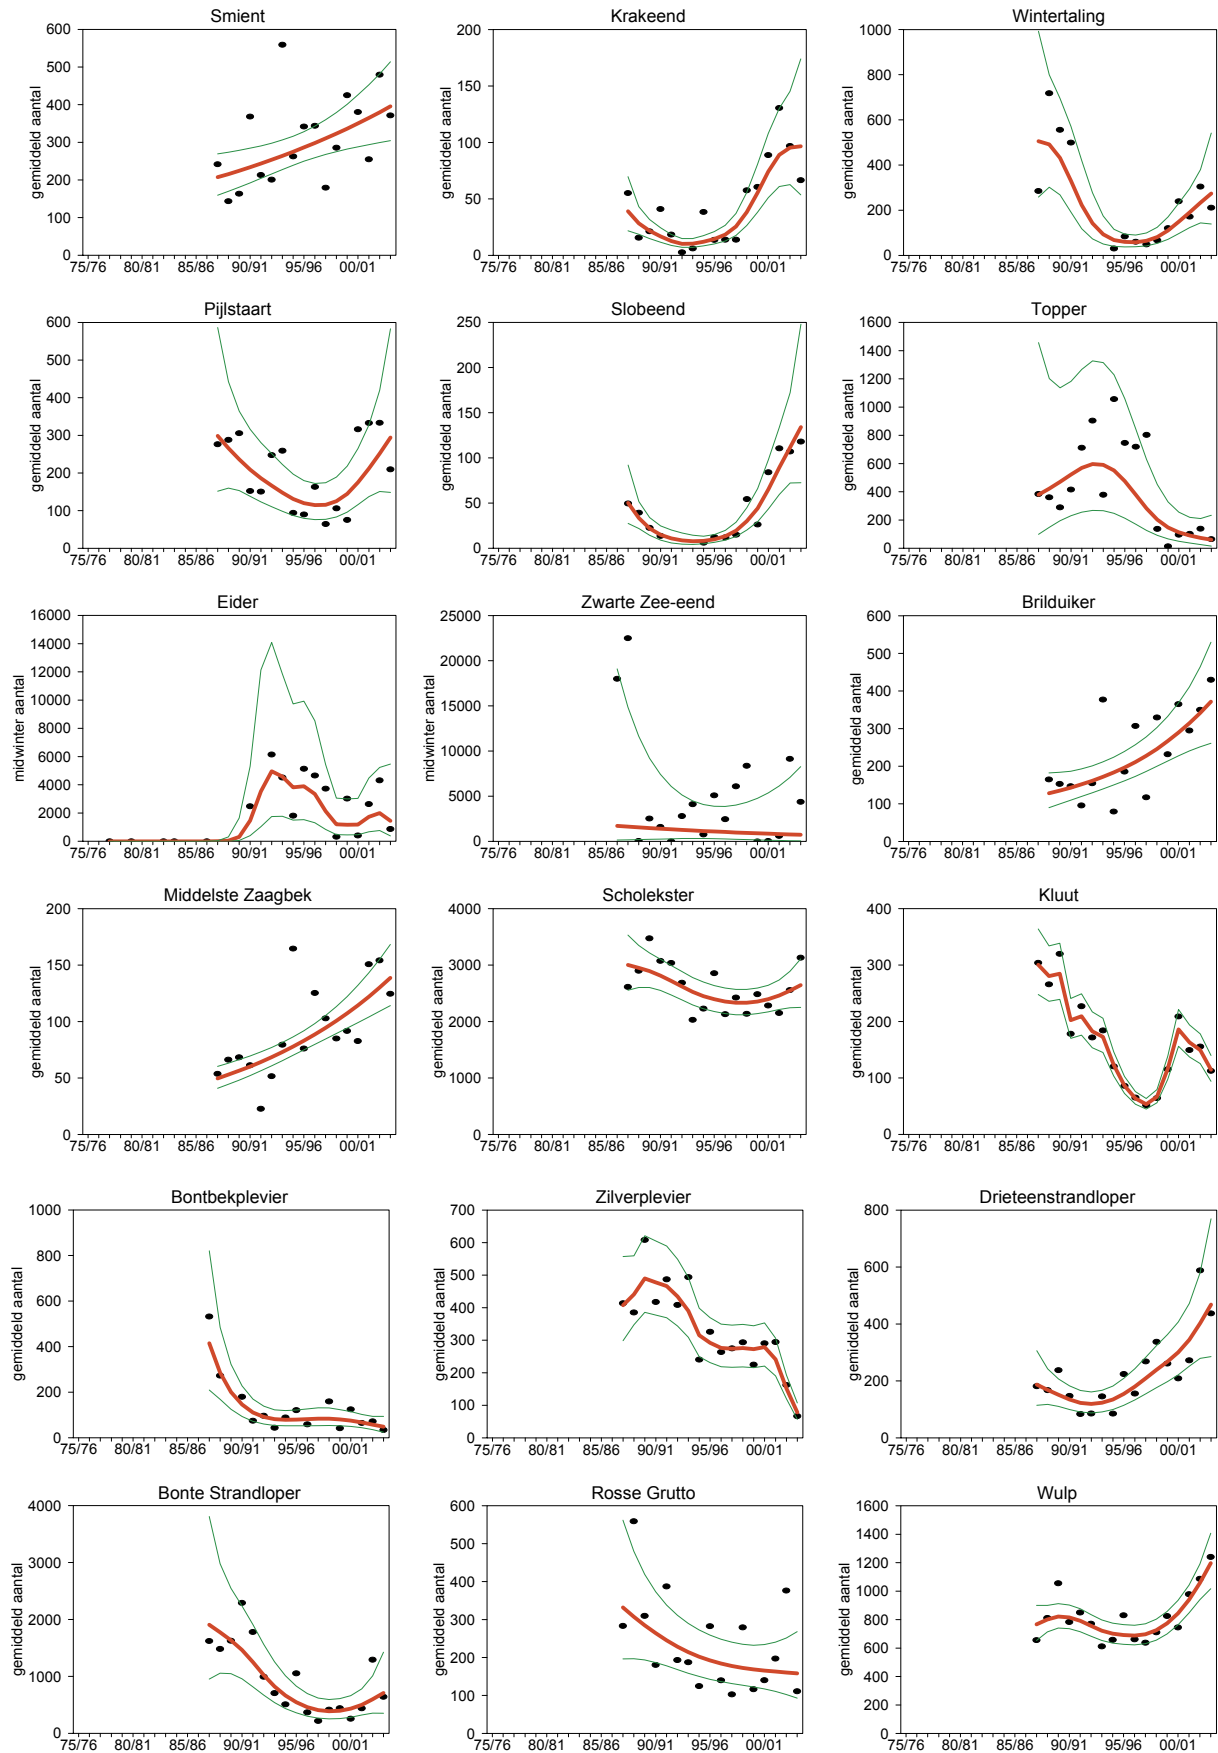 Smient
gemiddeld aantal
600
500
400
300
200
100
0
75/76 80/81 85/86 90/91 95/96 00/01
Krakeend
gemiddeld aantal
200
150
100
50
0
75/76 80/81 85/86 90/91 95/96 00/01
Wintertaling
gemiddeld aantal
1000
800
600
400
200
0
75/76 80/81 85/86 90/91 95/96 00/01
Pijlstaart
gemiddeld aantal
600
500
400
300
200
100
0
75/76 80/81 85/86 90/91 95/96 00/01
Slobeend
gemiddeld aantal
250
200
150
100
50
0
75/76 80/81 85/86 90/91 95/96 00/01
Topper
gemiddeld aantal
1600
1400
1200
1000
800
600
400
200
0
75/76 80/81 85/86 90/91 95/96 00/01
Eider
midwinter aantal
16000
14000
12000
10000
8000
6000
4000
2000
0
75/76 80/81 85/86 90/91 95/96 00/01
Zwarte Zee-eend
midwinter aantal
25000
20000
15000
10000
5000
0
75/76 80/81 85/86 90/91 95/96 00/01
Brilduiker
gemiddeld aantal
600
500
400
300
200
100
0
75/76 80/81 85/86 90/91 95/96 00/01
Middelste Zaagbek
gemiddeld aantal
200
150
100
50
0
75/76 80/81 85/86 90/91 95/96 00/01
Scholekster
gemiddeld aantal
4000
3000
2000
1000
0
75/76 80/81 85/86 90/91 95/96 00/01
Kluut
gemiddeld aantal
400
300
200
100
0
75/76 80/81 85/86 90/91 95/96 00/01
Bontbekplevier
gemiddeld aantal
1000
800
600
400
200
0
75/76 80/81 85/86 90/91 95/96 00/01
Zilverplevier
gemiddeld aantal
700
600
500
400
300
200
100
0
75/76 80/81 85/86 90/91 95/96 00/01
Drieteenstrandloper
gemiddeld aantal
800
600
400
200
0
75/76 80/81 85/86 90/91 95/96 00/01
Bonte Strandloper
gemiddeld aantal
4000
3000
2000
1000
0
75/76 80/81 85/86 90/91 95/96 00/01
Rosse Grutto
gemiddeld aantal
600
500
400
300
200
100
0
75/76 80/81 85/86 90/91 95/96 00/01
Wulp
gemiddeld aantal
1600
1400
1200
1000
800
600
400
200
0
75/76 80/81 85/86 90/91 95/96 00/01